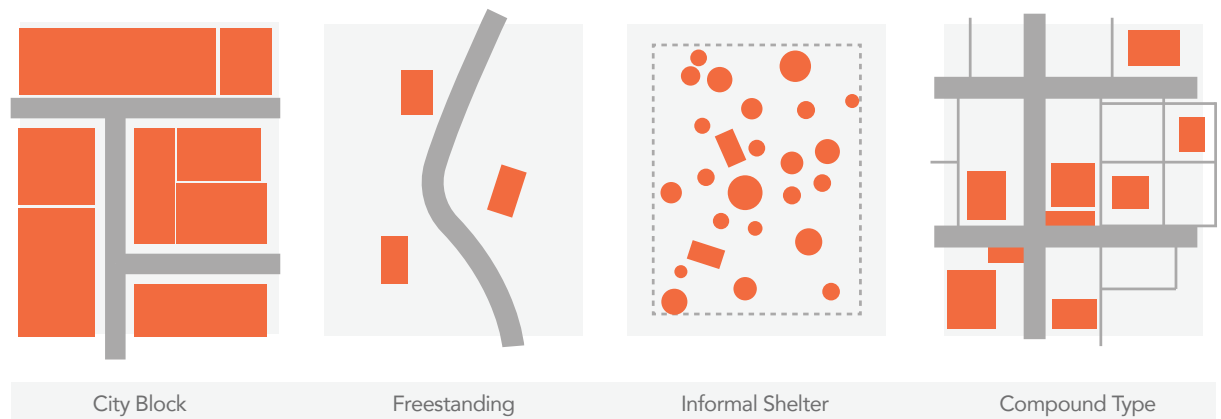 City Block
Freestanding
Informal Shelter
Compound Type